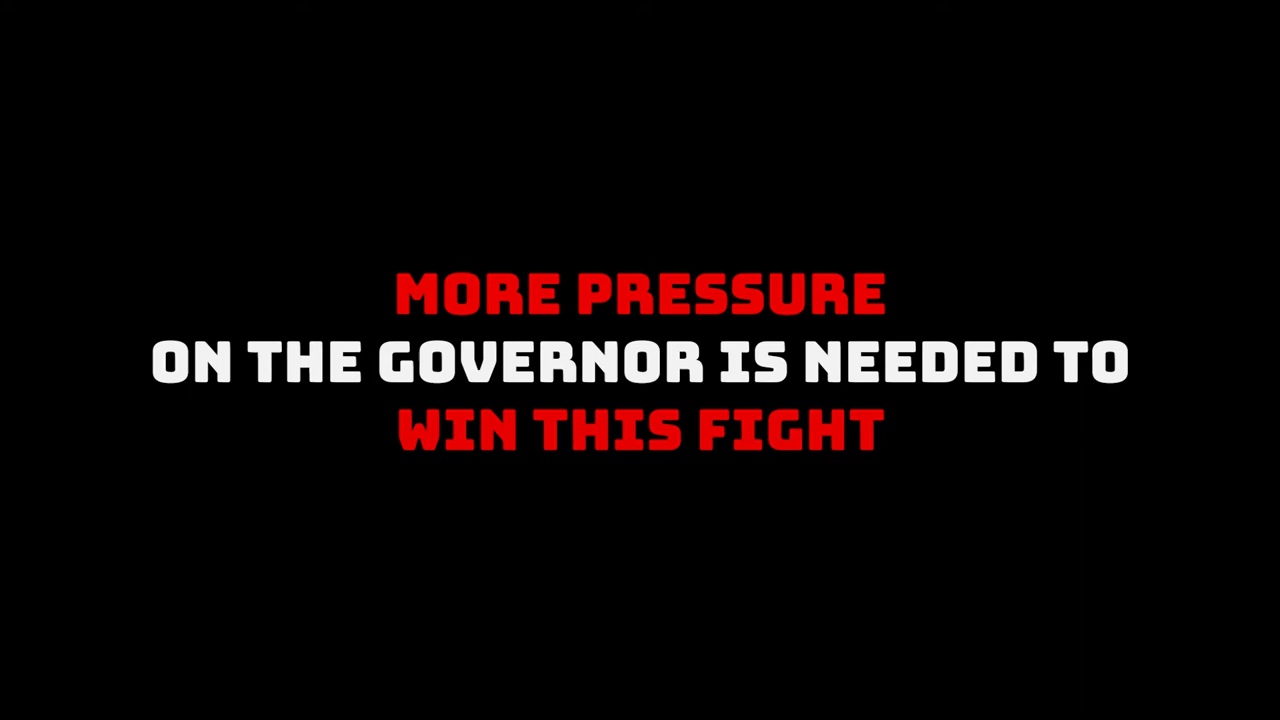 MORE PRESSURE
ON THE GOVERNOR IS NEEDED TO
WIN THIS FIGHT